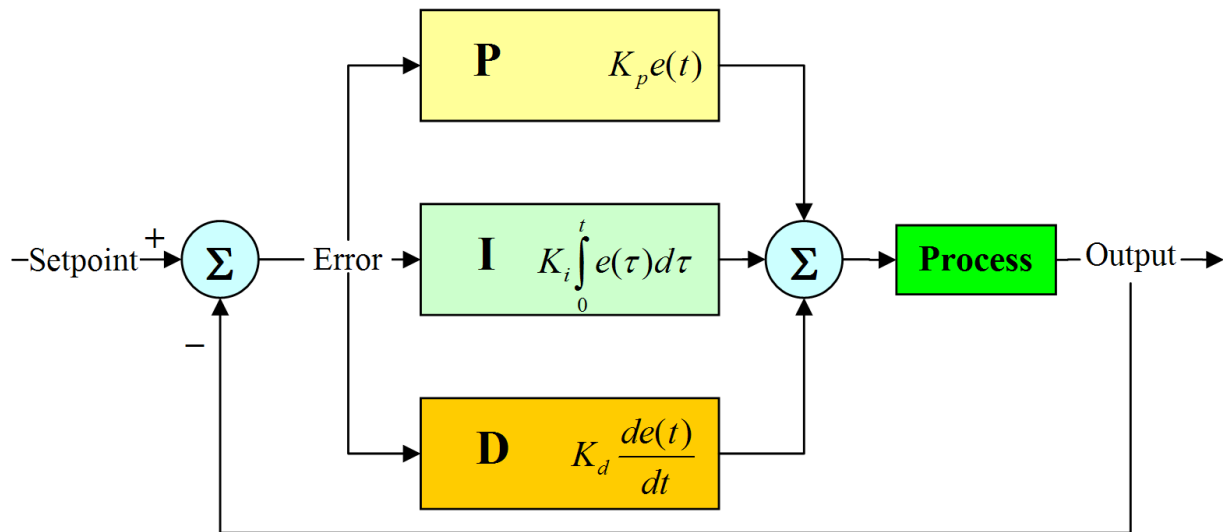 P K_p e(t)
Setpoint + Σ Error I K_i ∫_0^t e(τ)dτ Σ Process Output
−
D K_d de(t)/dt